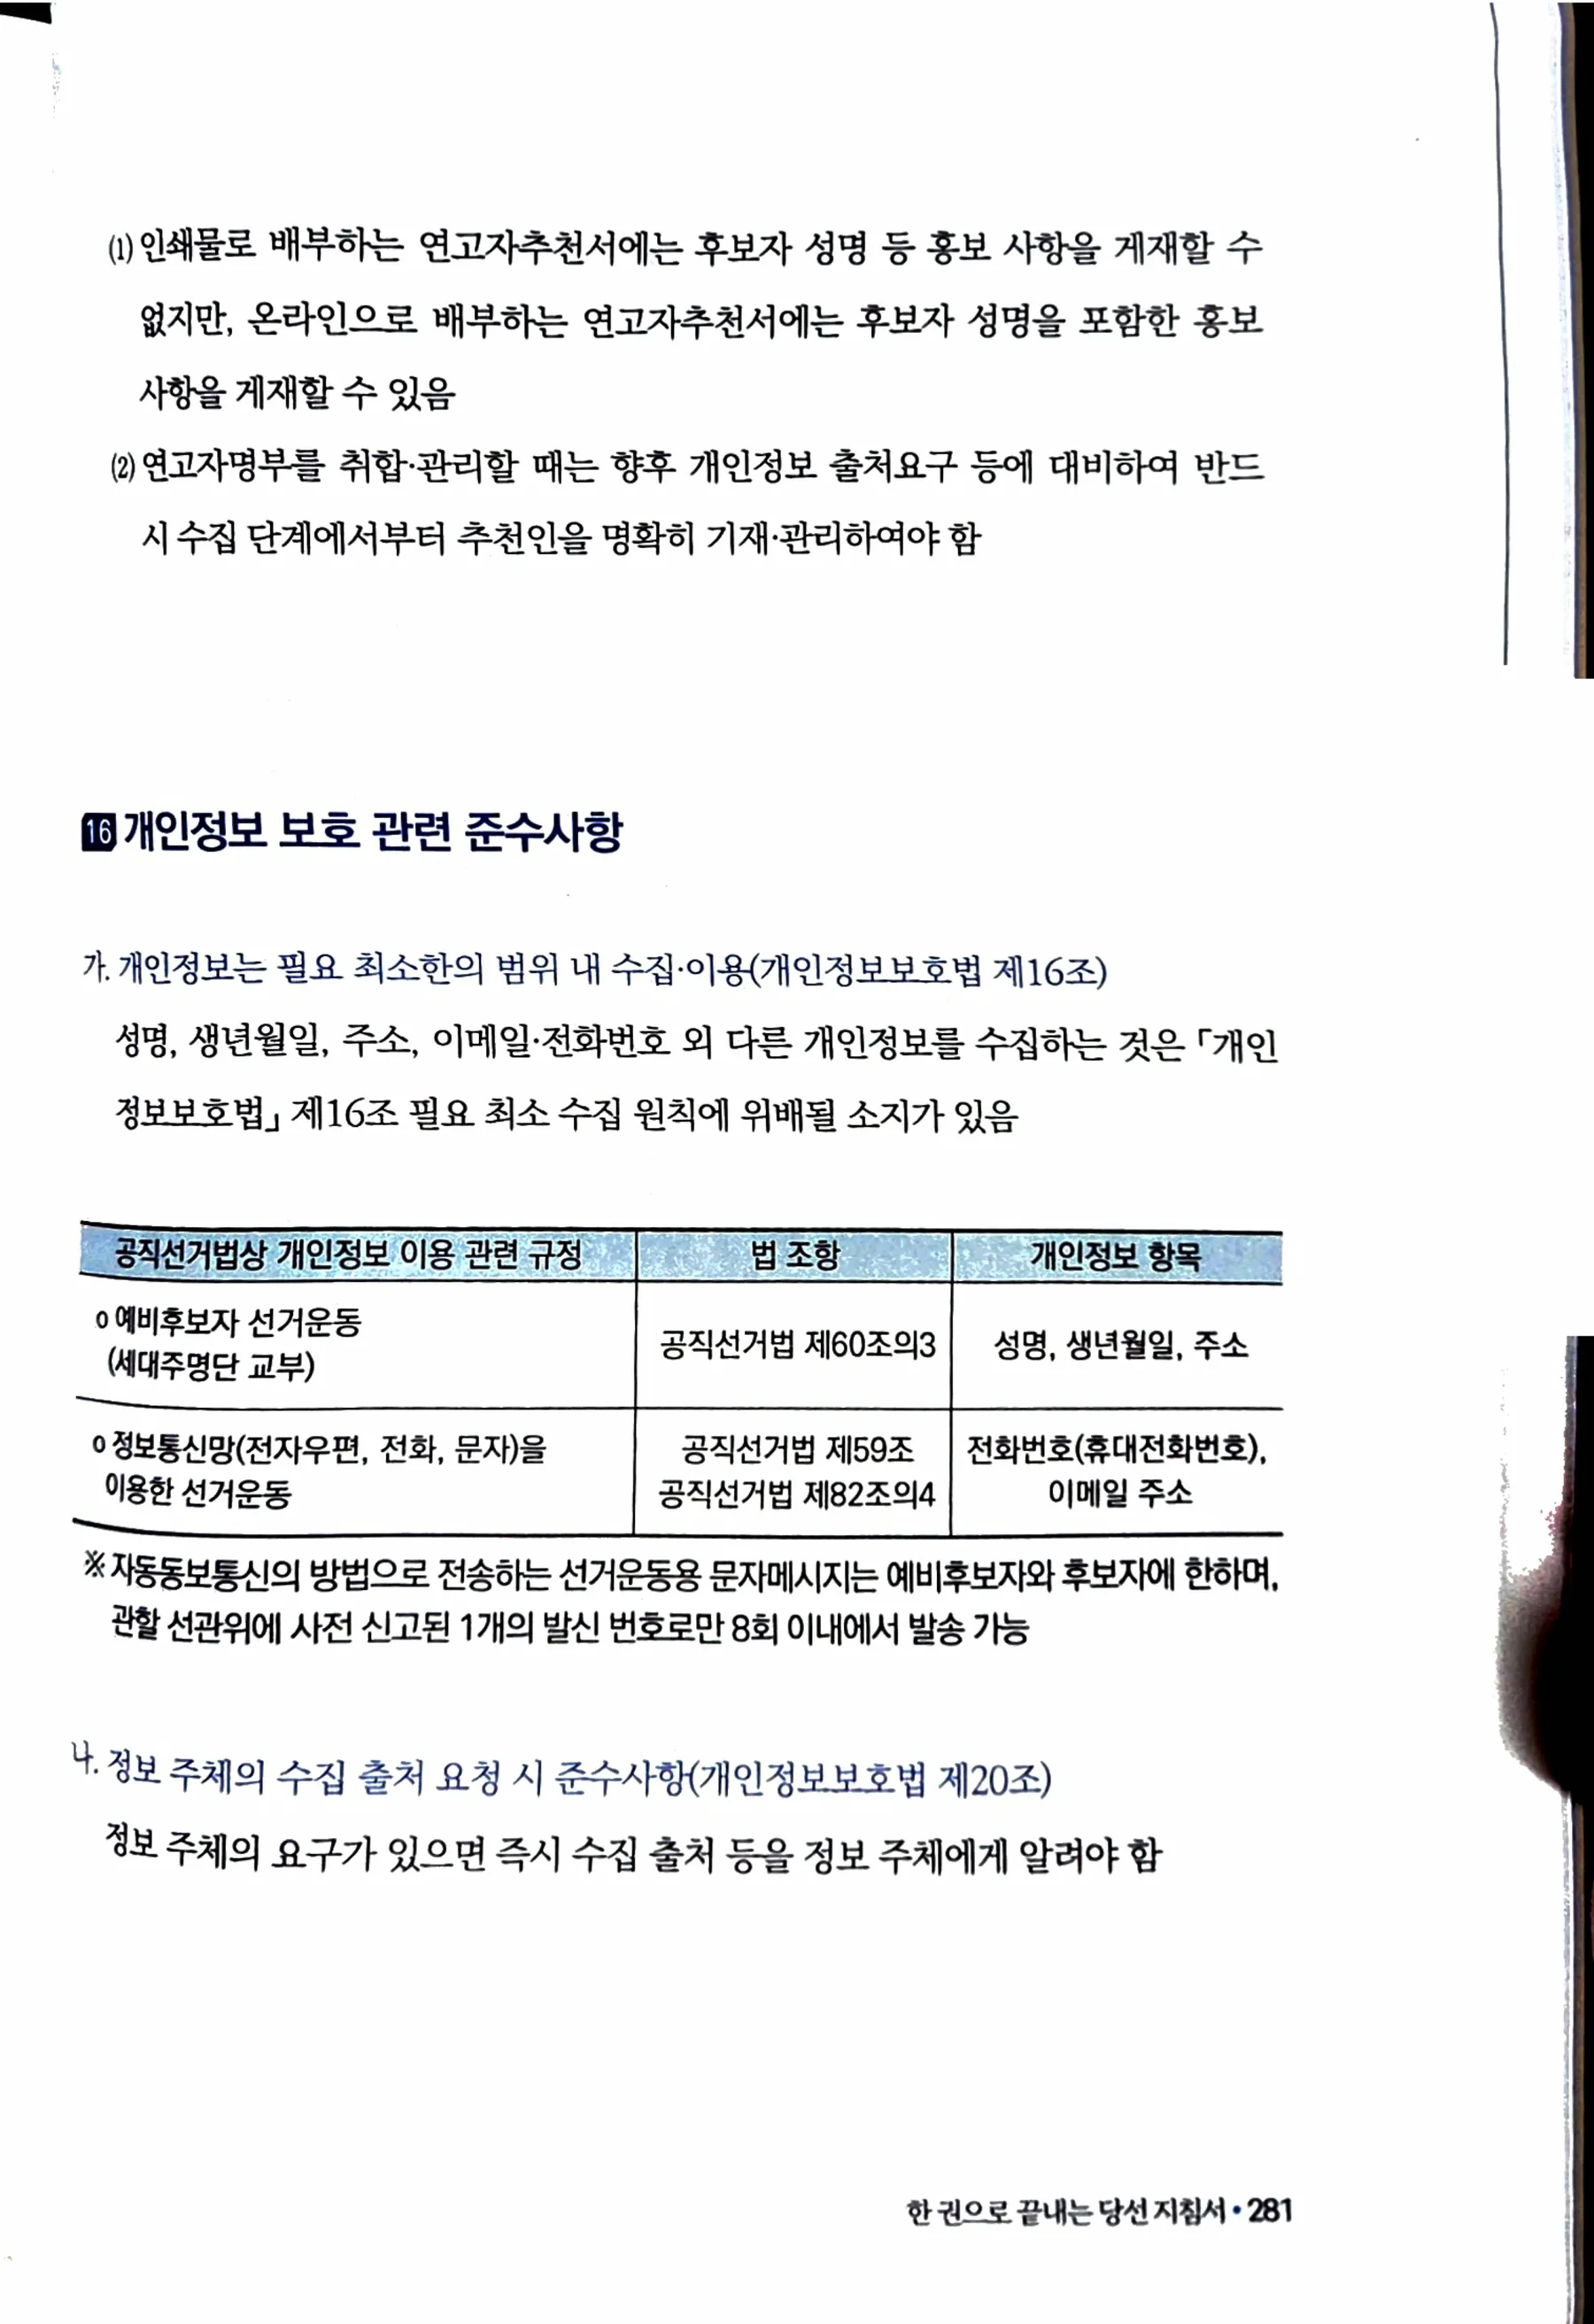 (1) 인쇄물로 배부하는 연고자추천서에는 후보자 성명 등 홍보 사항을 게재할 수
없지만, 온라인으로 배부하는 연고자추천서에는 후보자 성명을 포함한 홍보
사항을 게재할 수 있음
(2) 연고자명부를 취합·관리할 때는 향후 개인정보 출처요구 등에 대비하여 반드
시 수집 단계에서부터 추천인을 명확히 기재·관리하여야 함
16 개인정보 보호 관련 준수사항
가. 개인정보는 필요 최소한의 범위 내 수집·이용(개인정보보호법 제16조)
성명, 생년월일, 주소, 이메일·전화번호 외 다른 개인정보를 수집하는 것은 「개인
정보보호법」 제16조 필요 최소 수집 원칙에 위배될 소지가 있음
공직선거법상 개인정보 이용 관련 규정 법 조항 개인정보 항목
o 예비후보자 선거운동
(세대주명단 교부) 공직선거법 제60조의3 성명, 생년월일, 주소
o 정보통신망(전자우편, 전화, 문자)을 공직선거법 제59조 전화번호(휴대전화번호),
이용한 선거운동 공직선거법 제82조의4 이메일 주소
※ 자동동보통신의 방법으로 전송하는 선거운동용 문자메시지는 예비후보자와 후보자에 한하며,
관할 선관위에 사전 신고된 1개의 발신 번호로만 8회 이내에서 발송 가능
나. 정보 주체의 수집 출처 요청 시 준수사항(개인정보보호법 제20조)
정보 주체의 요구가 있으면 즉시 수집 출처 등을 정보 주체에게 알려야 함
한 권으로 끝내는 당선 지침서 • 281